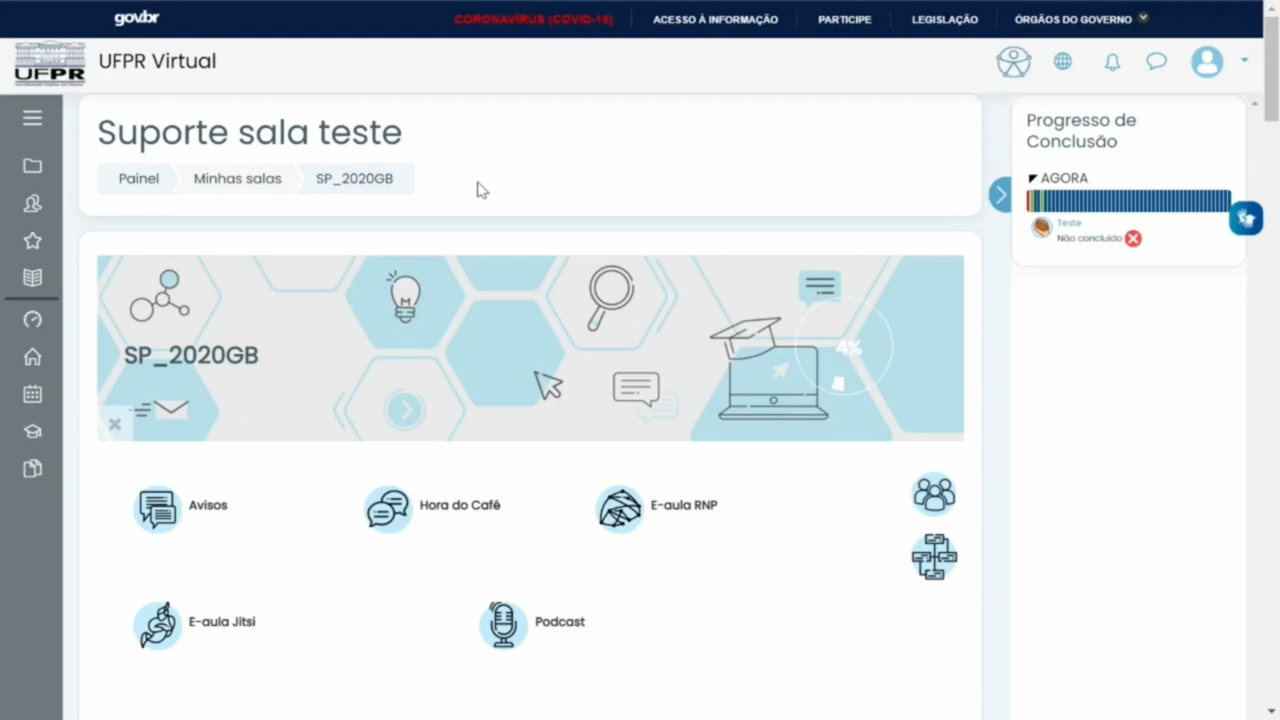 gov.br
CORONAVÍRUS (COVID-19)
ACESSO À INFORMAÇÃO
PARTICIPE
LEGISLAÇÃO
ÓRGÃOS DO GOVERNO
UFPR
UFPR Virtual
Suporte sala teste
Painel
Minhas salas
SP_2020GB
Progresso de
Conclusão
AGORA
Teste
Não concluído
SP_2020GB
4%
Avisos
Hora do Café
E-aula RNP
E-aula Jitsi
Podcast